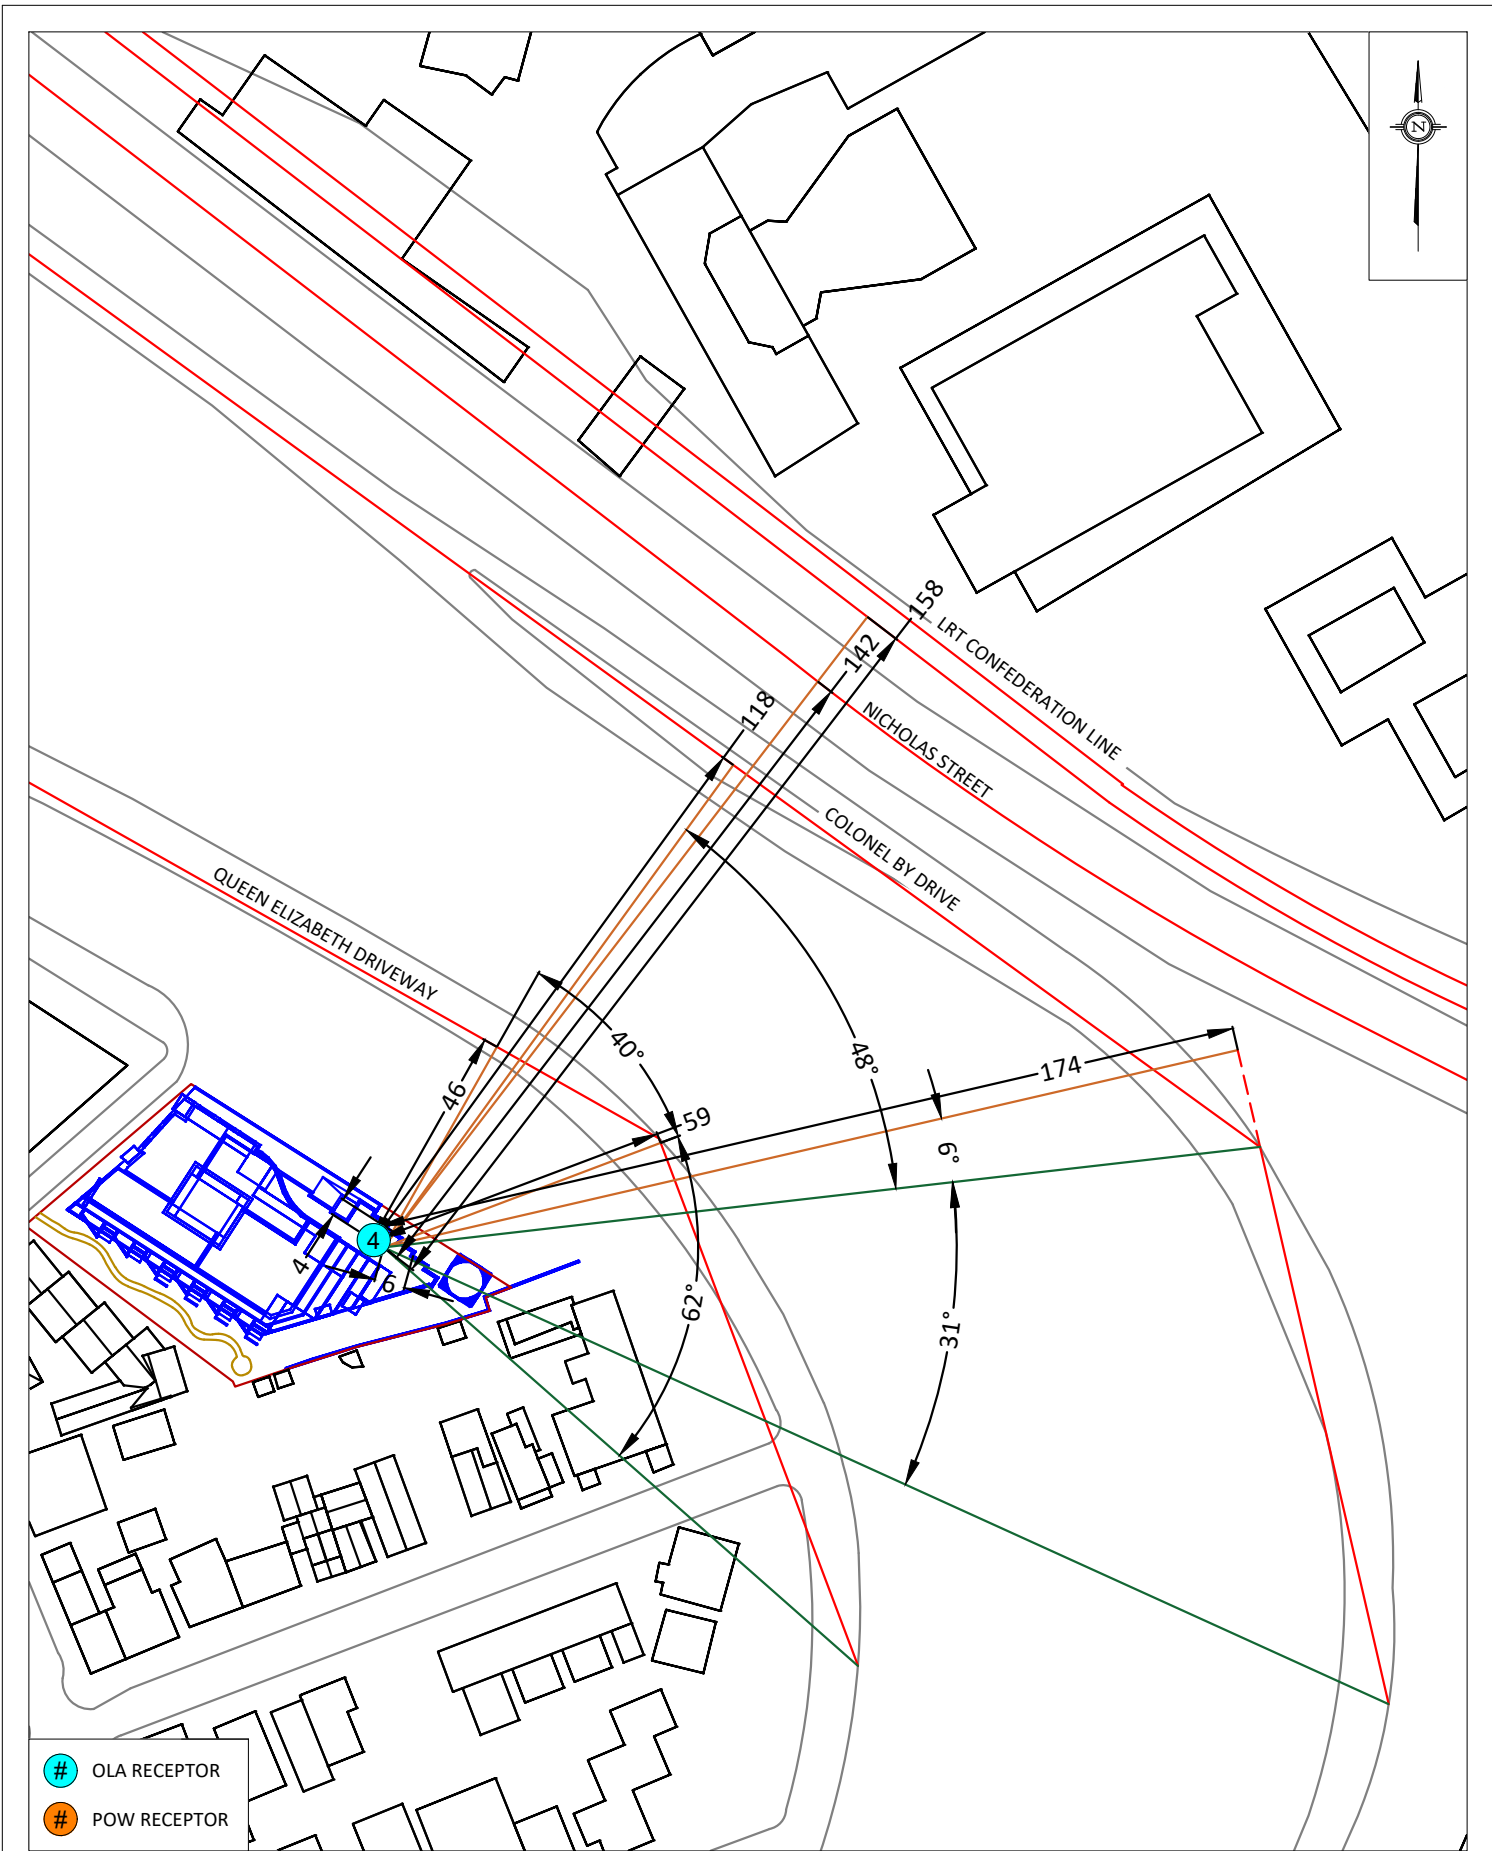 N
158
LRT CONFEDERATION LINE
142
118
NICHOLAS STREET
COLONEL BY DRIVE
QUEEN ELIZABETH DRIVEWAY
40°
48°
174
46
59
6°
4
4
6
62°
31°
# OLA RECEPTOR
# POW RECEPTOR